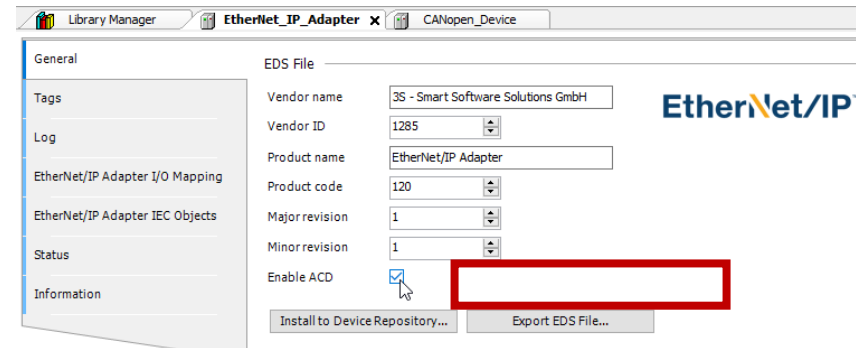 Library Manager EtherNet_IP_Adapter x CANopen_Device
General
Tags
Log
EtherNet/IP Adapter I/O Mapping
EtherNet/IP Adapter IEC Objects
Status
Information
EDS File
Vendor name 3S - Smart Software Solutions GmbH
Vendor ID 1285
Product name EtherNet/IP Adapter
Product code 120
Major revision 1
Minor revision 1
Enable ACD
Install to Device Repository... Export EDS File...
EtherNet/IP™